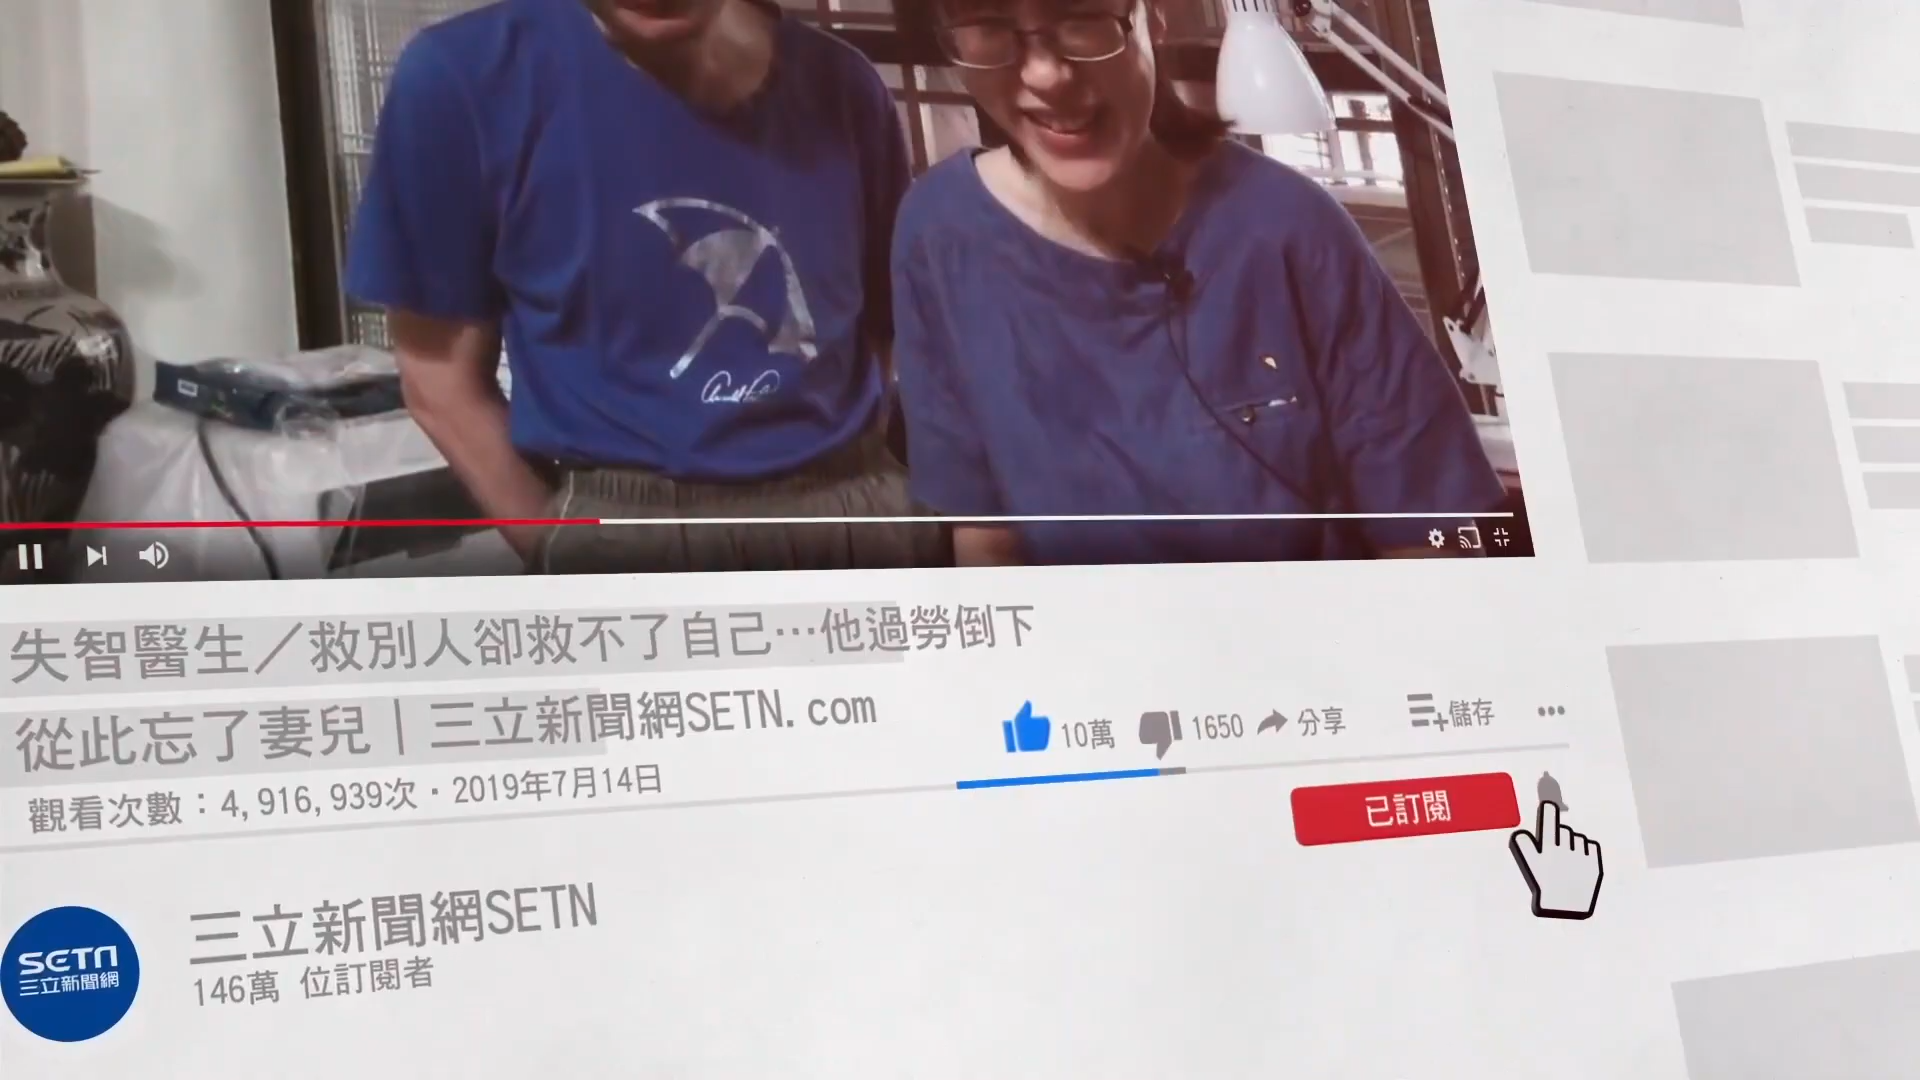 失智醫生／救別人卻救不了自己…他過勞倒下
從此忘了妻兒｜三立新聞網SETN.com
10萬 1650 分享 儲存
觀看次數：4,916,939次・2019年7月14日
已訂閱
三立新聞網SETN
146萬 位訂閱者
SETN
三立新聞網